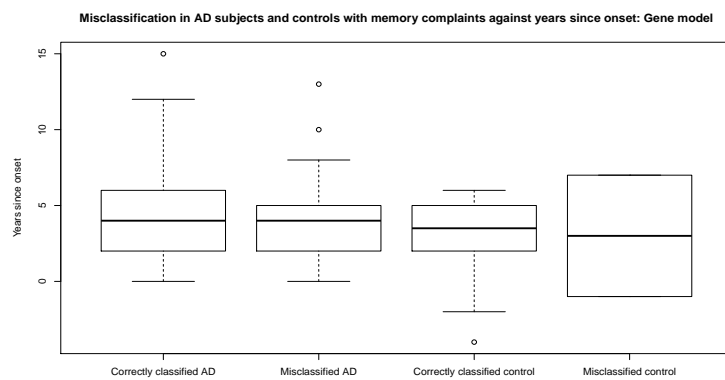 Misclassification in AD subjects and controls with memory complaints against years since onset: Gene model
15
10
5
0
Years since onset
Correctly classified AD
Misclassified AD
Correctly classified control
Misclassified control